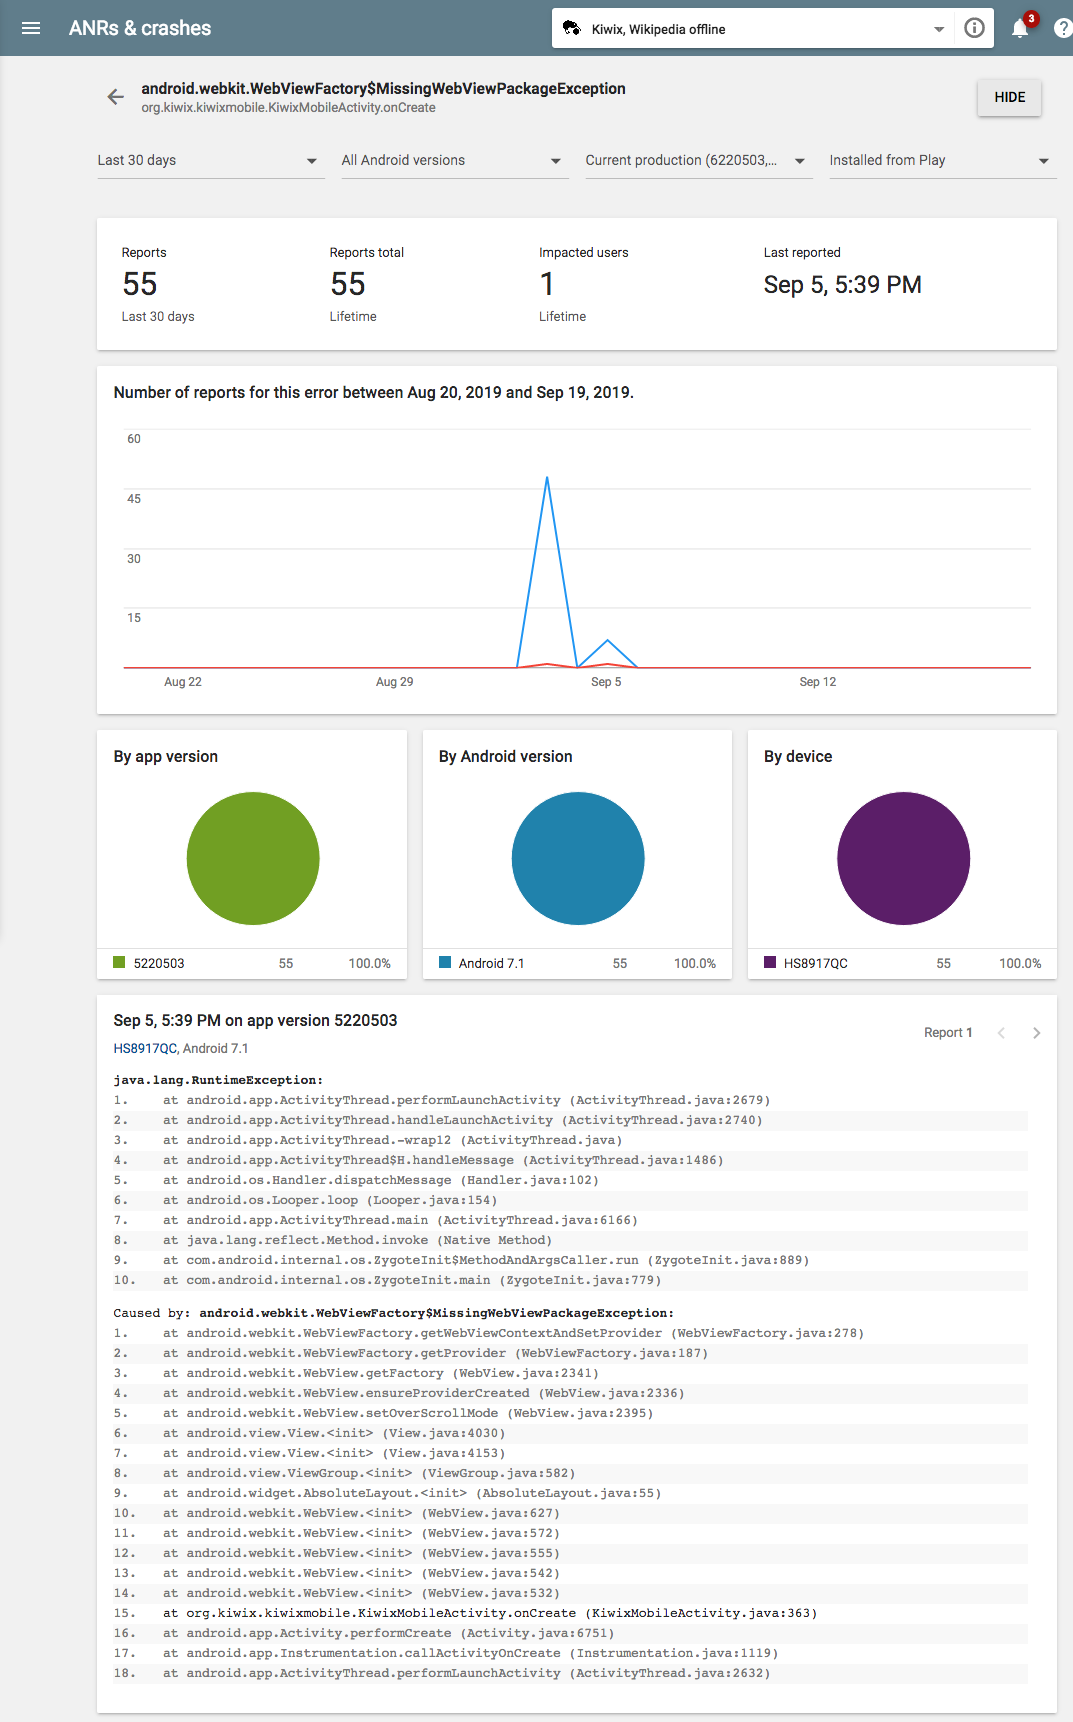 ANRs & crashes
Kiwix, Wikipedia offline
3
android.webkit.WebViewFactory$MissingWebViewPackageException
org.kiwix.kiwixmobile.KiwixMobileActivity.onCreate
HIDE
Last 30 days
All Android versions
Current production (6220503,...
Installed from Play
Reports
55
Last 30 days
Reports total
55
Lifetime
Impacted users
1
Lifetime
Last reported
Sep 5, 5:39 PM
Number of reports for this error between Aug 20, 2019 and Sep 19, 2019.
60
45
30
15
Aug 22
Aug 29
Sep 5
Sep 12
By app version
5220503 55 100.0%
By Android version
Android 7.1 55 100.0%
By device
HS8917QC 55 100.0%
Sep 5, 5:39 PM on app version 5220503
Report 1
HS8917QC, Android 7.1
java.lang.RuntimeException:
1. at android.app.ActivityThread.performLaunchActivity (ActivityThread.java:2679)
2. at android.app.ActivityThread.handleLaunchActivity (ActivityThread.java:2740)
3. at android.app.ActivityThread.-wrap12 (ActivityThread.java)
4. at android.app.ActivityThread$H.handleMessage (ActivityThread.java:1486)
5. at android.os.Handler.dispatchMessage (Handler.java:102)
6. at android.os.Looper.loop (Looper.java:154)
7. at android.app.ActivityThread.main (ActivityThread.java:6166)
8. at java.lang.reflect.Method.invoke (Native Method)
9. at com.android.internal.os.ZygoteInit$MethodAndArgsCaller.run (ZygoteInit.java:889)
10. at com.android.internal.os.ZygoteInit.main (ZygoteInit.java:779)
Caused by: android.webkit.WebViewFactory$MissingWebViewPackageException:
1. at android.webkit.WebViewFactory.getWebViewContextAndSetProvider (WebViewFactory.java:278)
2. at android.webkit.WebViewFactory.getProvider (WebViewFactory.java:187)
3. at android.webkit.WebView.getFactory (WebView.java:2341)
4. at android.webkit.WebView.ensureProviderCreated (WebView.java:2336)
5. at android.webkit.WebView.setOverScrollMode (WebView.java:2395)
6. at android.view.View.<init> (View.java:4030)
7. at android.view.View.<init> (View.java:4153)
8. at android.view.ViewGroup.<init> (ViewGroup.java:582)
9. at android.widget.AbsoluteLayout.<init> (AbsoluteLayout.java:55)
10. at android.webkit.WebView.<init> (WebView.java:627)
11. at android.webkit.WebView.<init> (WebView.java:572)
12. at android.webkit.WebView.<init> (WebView.java:555)
13. at android.webkit.WebView.<init> (WebView.java:542)
14. at android.webkit.WebView.<init> (WebView.java:532)
15. at org.kiwix.kiwixmobile.KiwixMobileActivity.onCreate (KiwixMobileActivity.java:363)
16. at android.app.Activity.performCreate (Activity.java:6751)
17. at android.app.Instrumentation.callActivityOnCreate (Instrumentation.java:1119)
18. at android.app.ActivityThread.performLaunchActivity (ActivityThread.java:2632)